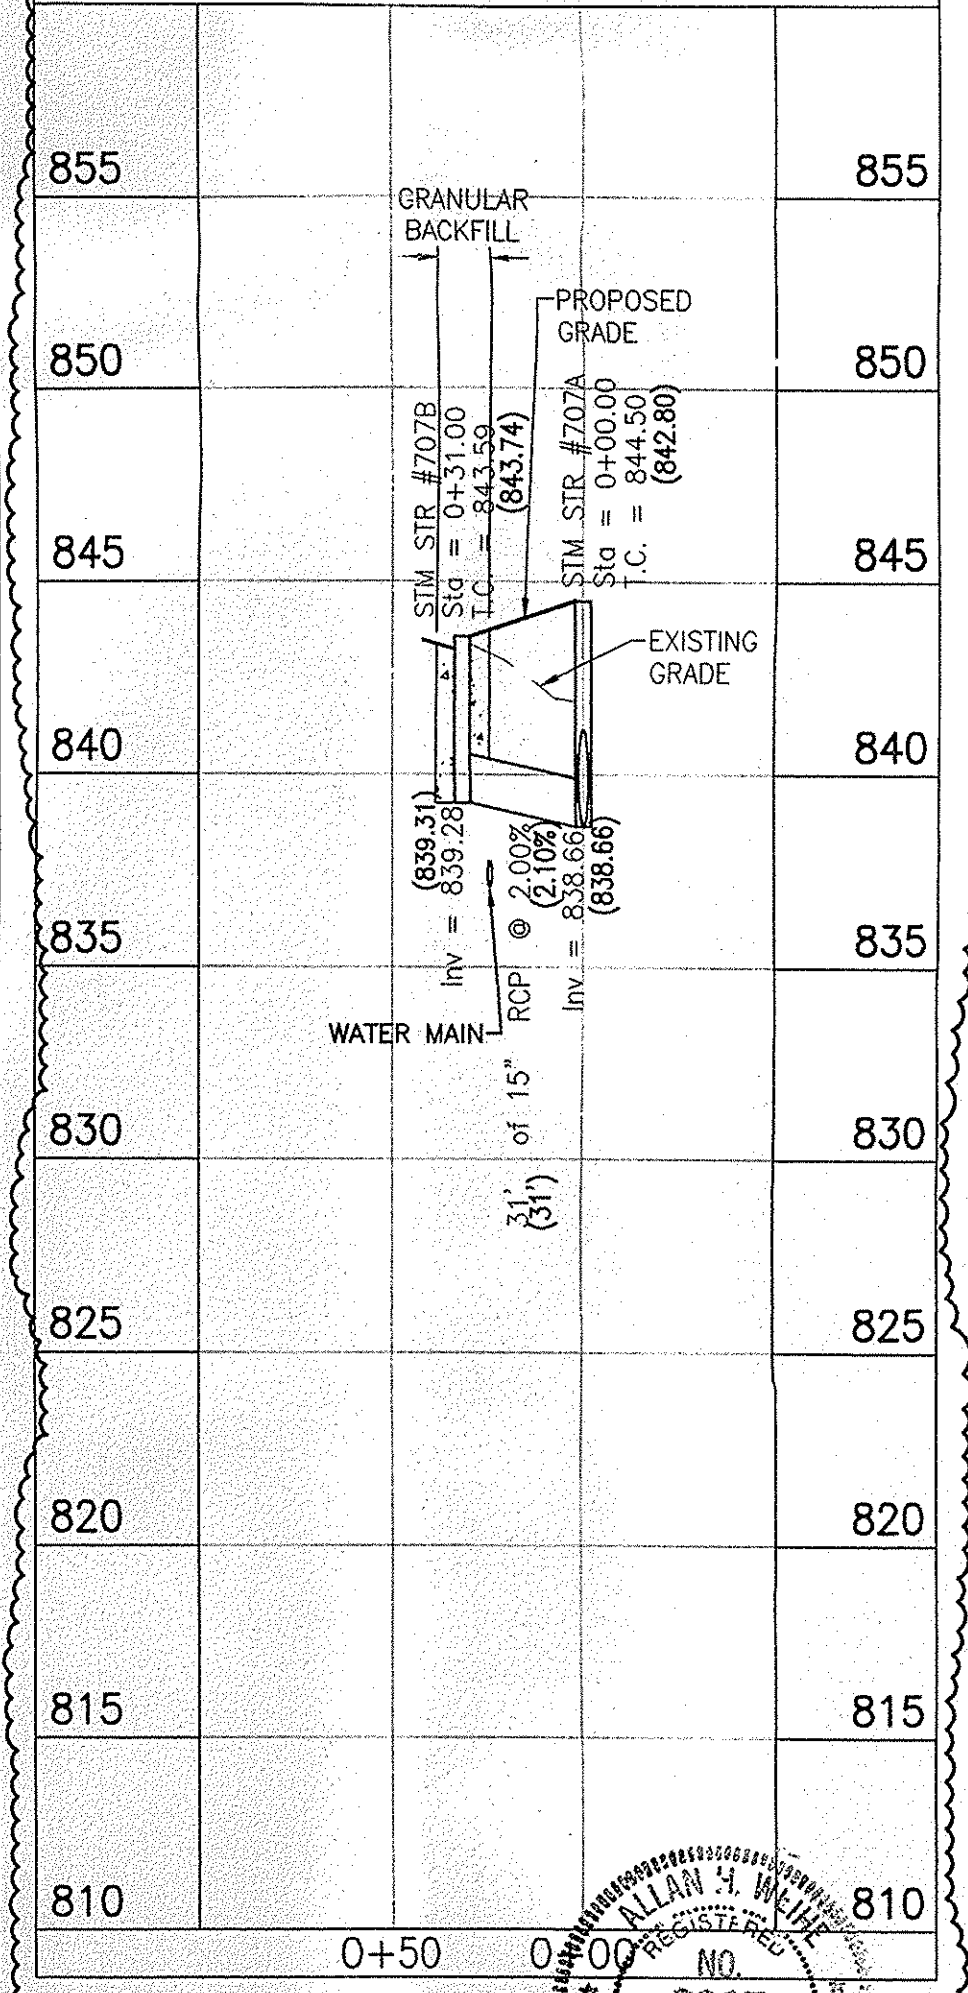 855
855
GRANULAR
BACKFILL
PROPOSED
GRADE
850
850
STM STR #707B
Sta = 0+31.00
T.C. = 843.59
(843.74)
STM STR #707A
Sta = 0+00.00
T.C. = 844.50
(842.80)
845
845
EXISTING
GRADE
840
840
(839.31)
Inv = 839.28
31' of 15" RCP @ 2.00%
(31')
(2.10%)
Inv = 838.66
(838.66)
835
835
WATER MAIN
830
830
825
825
820
820
815
815
810
810
0+50
0+00
ALLAN H. WEIHE
REGISTERED
NO.